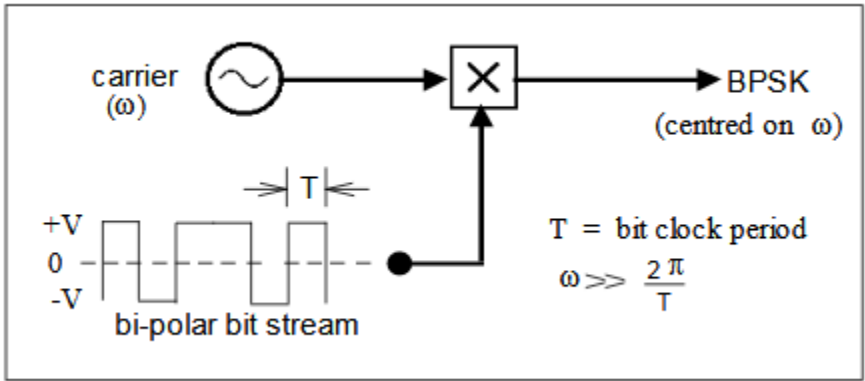 carrier
(ω)
×
BPSK
(centred on ω)
T
+V
0
-V
bi-polar bit stream
T = bit clock period
ω>> 2π
T